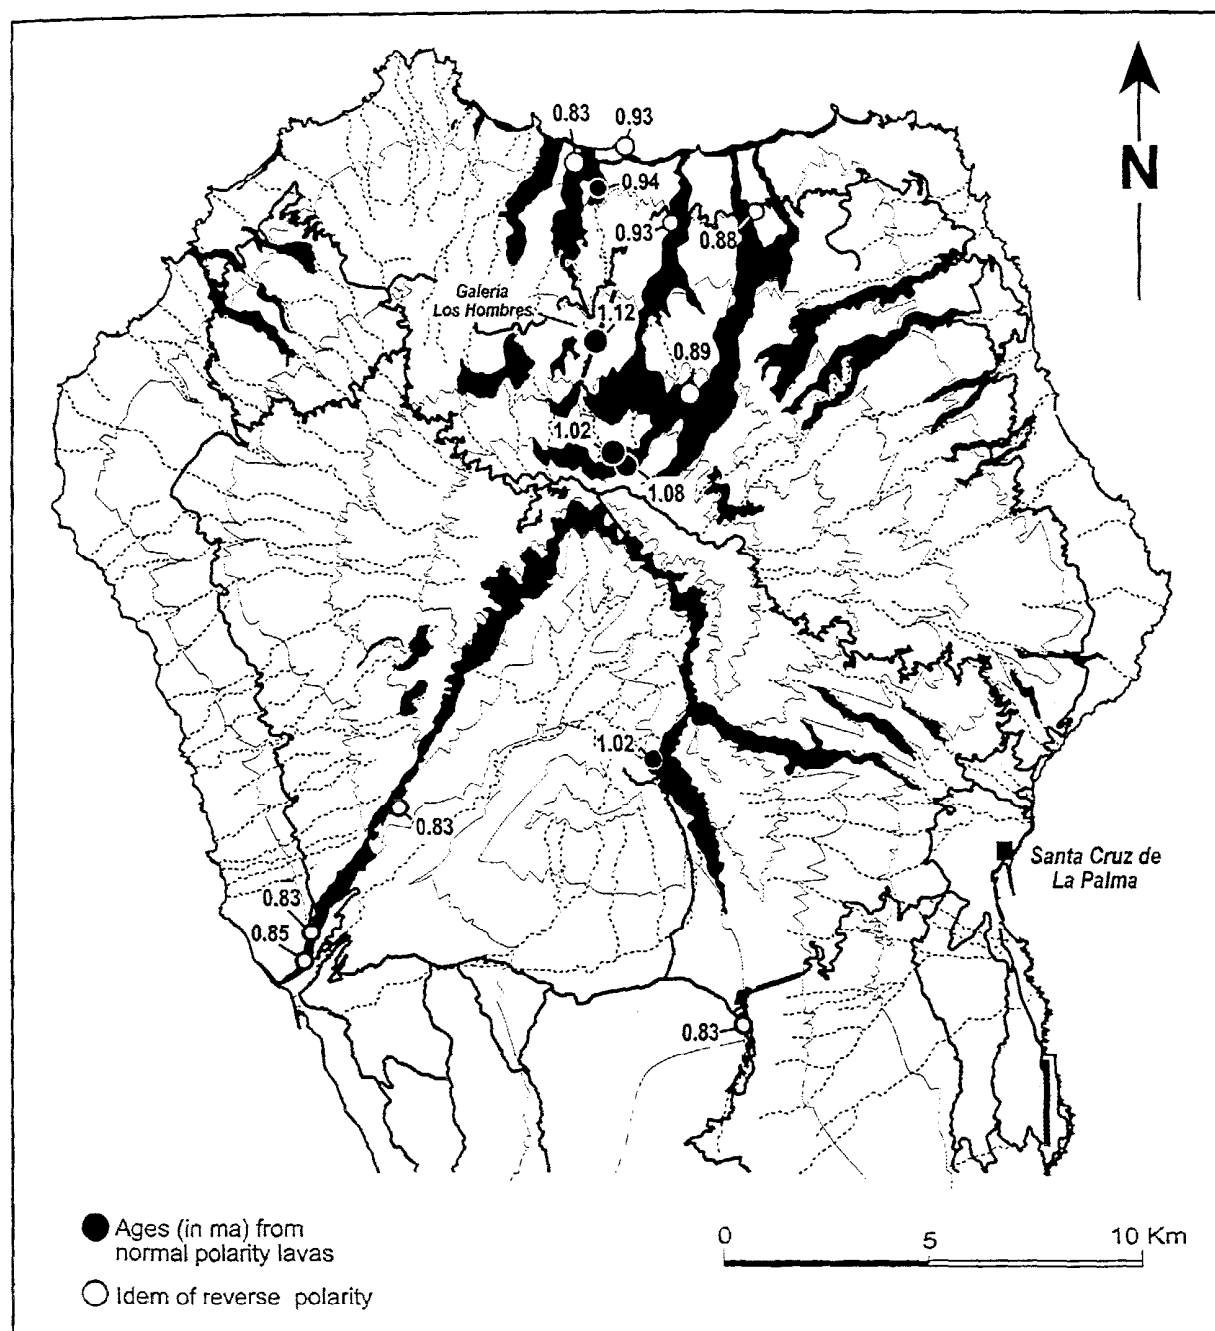 0.83
0.93
N
0.94
0.93
0.88
Galería
Los Hombres
1.12
0.89
1.02
1.08
1.02
0.83
Santa Cruz de
La Palma
0.83
0.85
0.83
Ages (in ma) from
normal polarity lavas
Idem of reverse polarity
0
5
10 Km